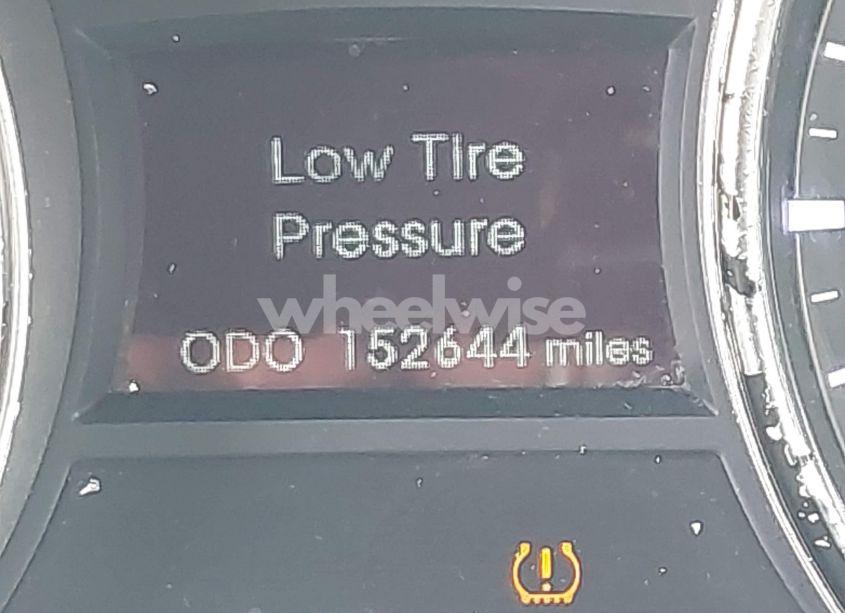 Low Tire
Pressure
wheelwise
ODO 152644 miles